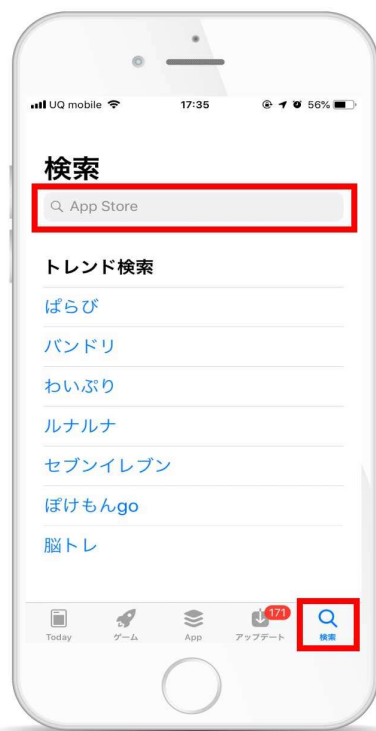 UQ mobile 17:35 56%
検索
App Store
トレンド検索
ぱらび
バンドリ
わいぷり
ルナルナ
セブンイレブン
ぽけもんgo
脳トレ
171
Today ゲーム App アップデート 検索